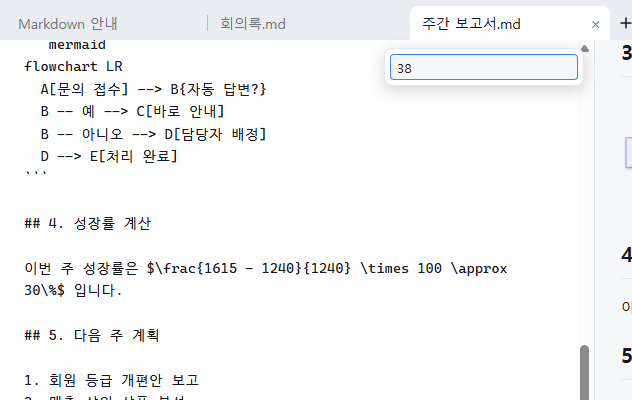 Markdown 안내
회의록.md
주간 보고서.md
38
mermaid
flowchart LR
A[문의 접수] --> B{자동 답변?}
B -- 예 --> C[바로 안내]
B -- 아니오 --> D[담당자 배정]
D --> E[처리 완료]
```
## 4. 성장률 계산
이번 주 성장률은 $\frac{1615 - 1240}{1240} \times 100 \approx
30\%$ 입니다.
## 5. 다음 주 계획
1. 회원 등급 개편안 보고
3
4
5